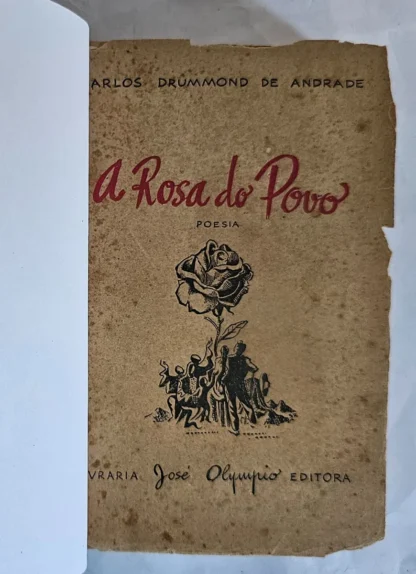 ARLOS DRUMMOND DE ANDRADE
A Rosa do Povo
POESIA
VRARIA José Olympio EDITORA